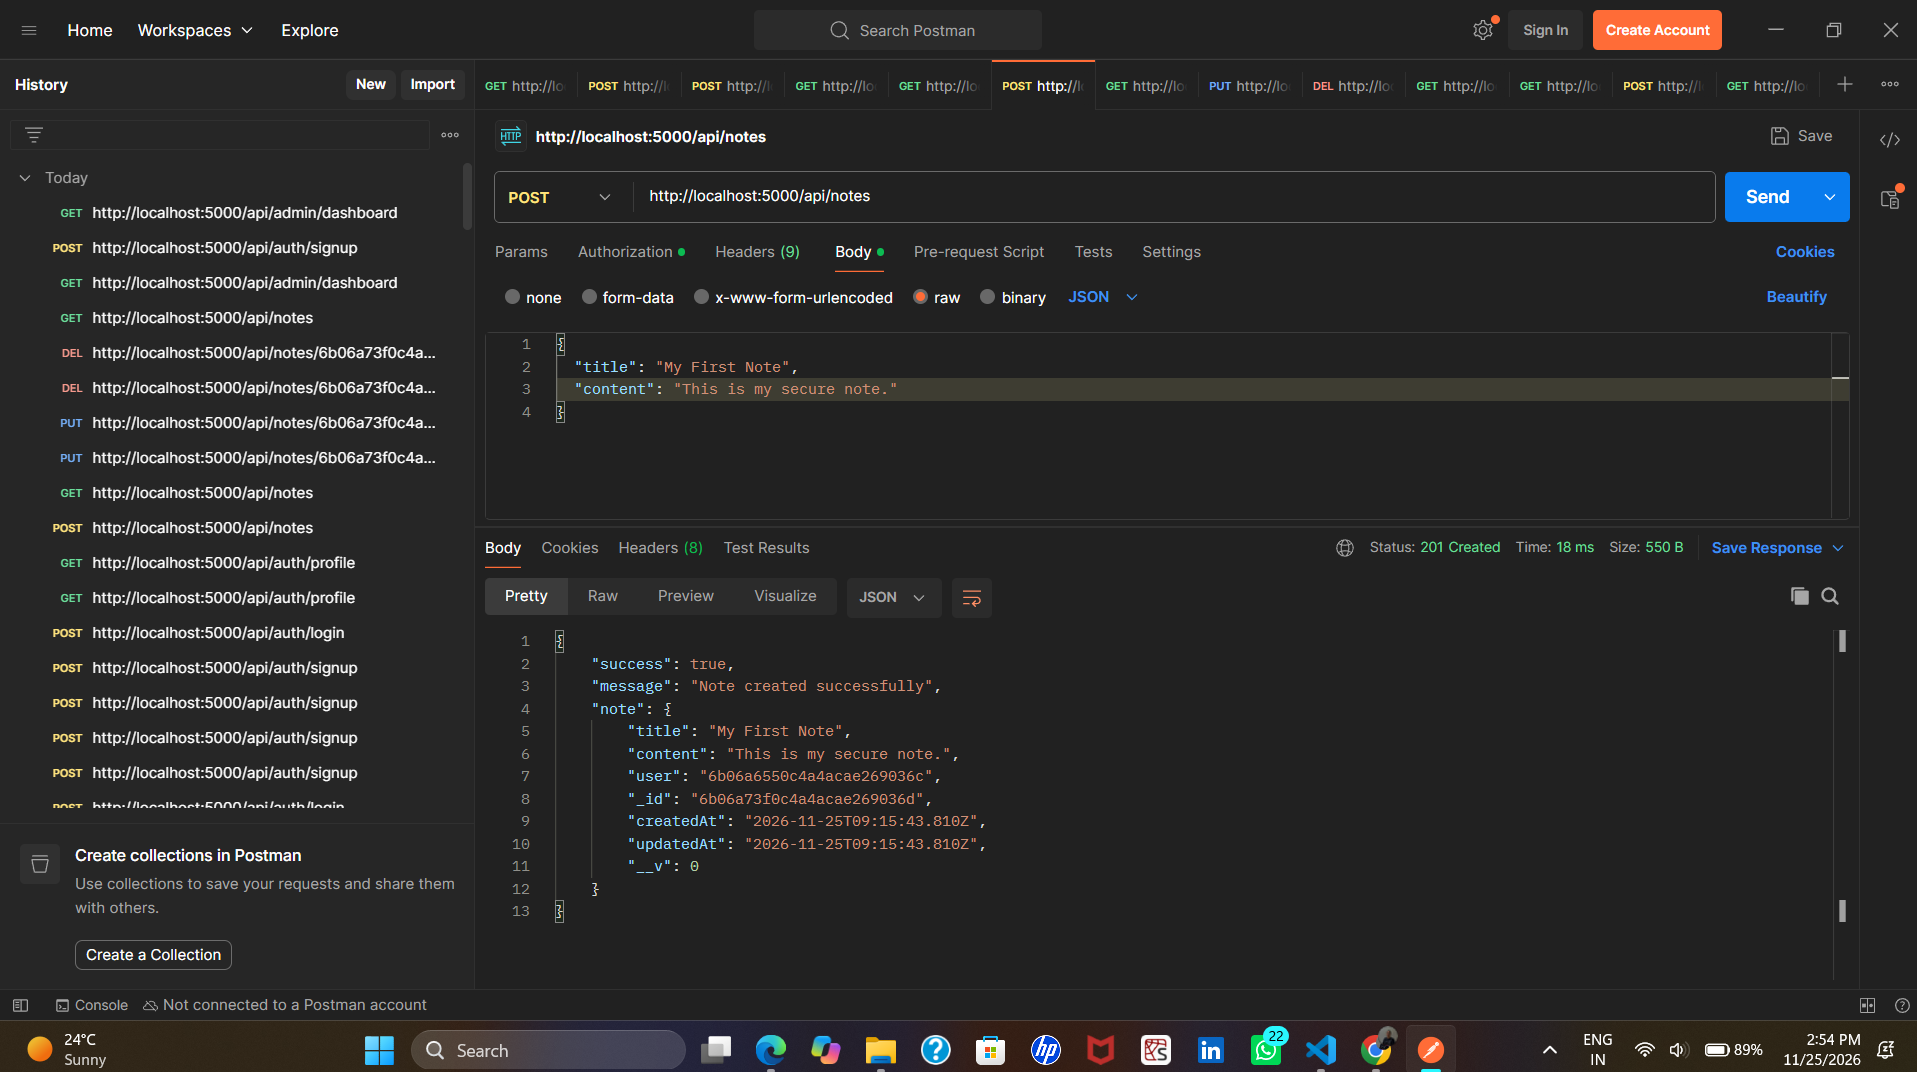 Home
Workspaces
Explore
Search Postman
Sign In
Create Account
History
New
Import
GET http://lo
POST http://l
POST http://l
GET http://lo
GET http://lo
POST http://l
GET http://lo
PUT http://lo
DEL http://lo
GET http://lo
GET http://lo
POST http://l
GET http://lo
HTTP
http://localhost:5000/api/notes
Save
Today
GET http://localhost:5000/api/admin/dashboard
POST http://localhost:5000/api/auth/signup
GET http://localhost:5000/api/admin/dashboard
GET http://localhost:5000/api/notes
DEL http://localhost:5000/api/notes/6b06a73f0c4a...
DEL http://localhost:5000/api/notes/6b06a73f0c4a...
PUT http://localhost:5000/api/notes/6b06a73f0c4a...
PUT http://localhost:5000/api/notes/6b06a73f0c4a...
GET http://localhost:5000/api/notes
POST http://localhost:5000/api/notes
GET http://localhost:5000/api/auth/profile
GET http://localhost:5000/api/auth/profile
POST http://localhost:5000/api/auth/login
POST http://localhost:5000/api/auth/signup
POST http://localhost:5000/api/auth/signup
POST http://localhost:5000/api/auth/signup
POST http://localhost:5000/api/auth/signup
POST http://localhost:5000/api/auth/login
Create collections in Postman
Use collections to save your requests and share them
with others.
Create a Collection
POST
http://localhost:5000/api/notes
Send
Params
Authorization
Headers (9)
Body
Pre-request Script
Tests
Settings
Cookies
none
form-data
x-www-form-urlencoded
raw
binary
JSON
Beautify
1 {
2 "title": "My First Note",
3 "content": "This is my secure note."
4 }
Body
Cookies
Headers (8)
Test Results
Status: 201 Created
Time: 18 ms
Size: 550 B
Save Response
Pretty
Raw
Preview
Visualize
JSON
1 {
2 "success": true,
3 "message": "Note created successfully",
4 "note": {
5 "title": "My First Note",
6 "content": "This is my secure note.",
7 "user": "6b06a6550c4a4acae269036c",
8 "_id": "6b06a73f0c4a4acae269036d",
9 "createdAt": "2026-11-25T09:15:43.810Z",
10 "updatedAt": "2026-11-25T09:15:43.810Z",
11 "__v": 0
12 }
13 }
Console
Not connected to a Postman account
24°C
Sunny
Search
hp
in
22
ENG
IN
89%
2:54 PM
11/25/2026